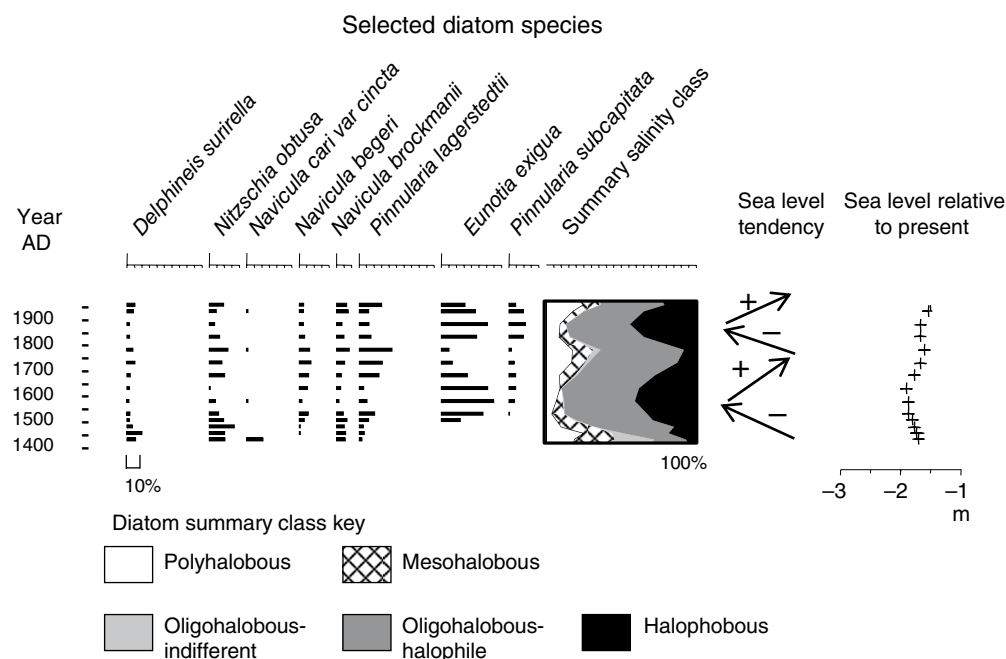 Selected diatom species
Delphineis surirella
Nitzschia obtusa
Navicula cari var cincta
Navicula begeri
Navicula brockmanii
Pinnularia lagerstedtii
Eunotia exigua
Pinnularia subcapitata
Summary salinity class
Year
AD
Sea level
tendency
Sea level relative
to present
1900
1800
1700
1600
1500
1400
+
−
+
−
10%
100%
−3
−2
−1
m
Diatom summary class key
Polyhalobous
Mesohalobous
Oligohalobous-
indifferent
Oligohalobous-
halophile
Halophobous